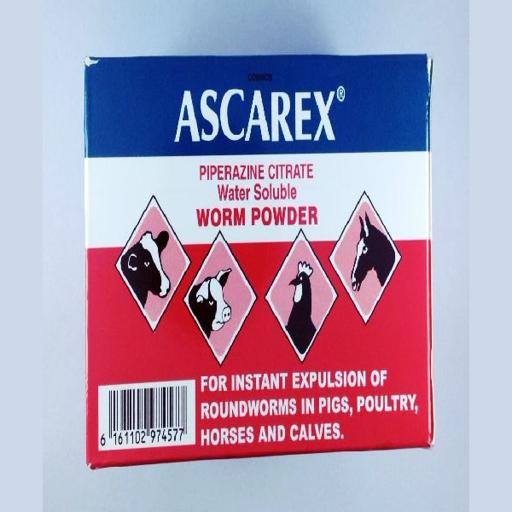 COSMOS
ASCAREX®
PIPERAZINE CITRATE
Water Soluble
WORM POWDER
FOR INSTANT EXPULSION OF
ROUNDWORMS IN PIGS, POULTRY,
HORSES AND CALVES.
6 161102 974577